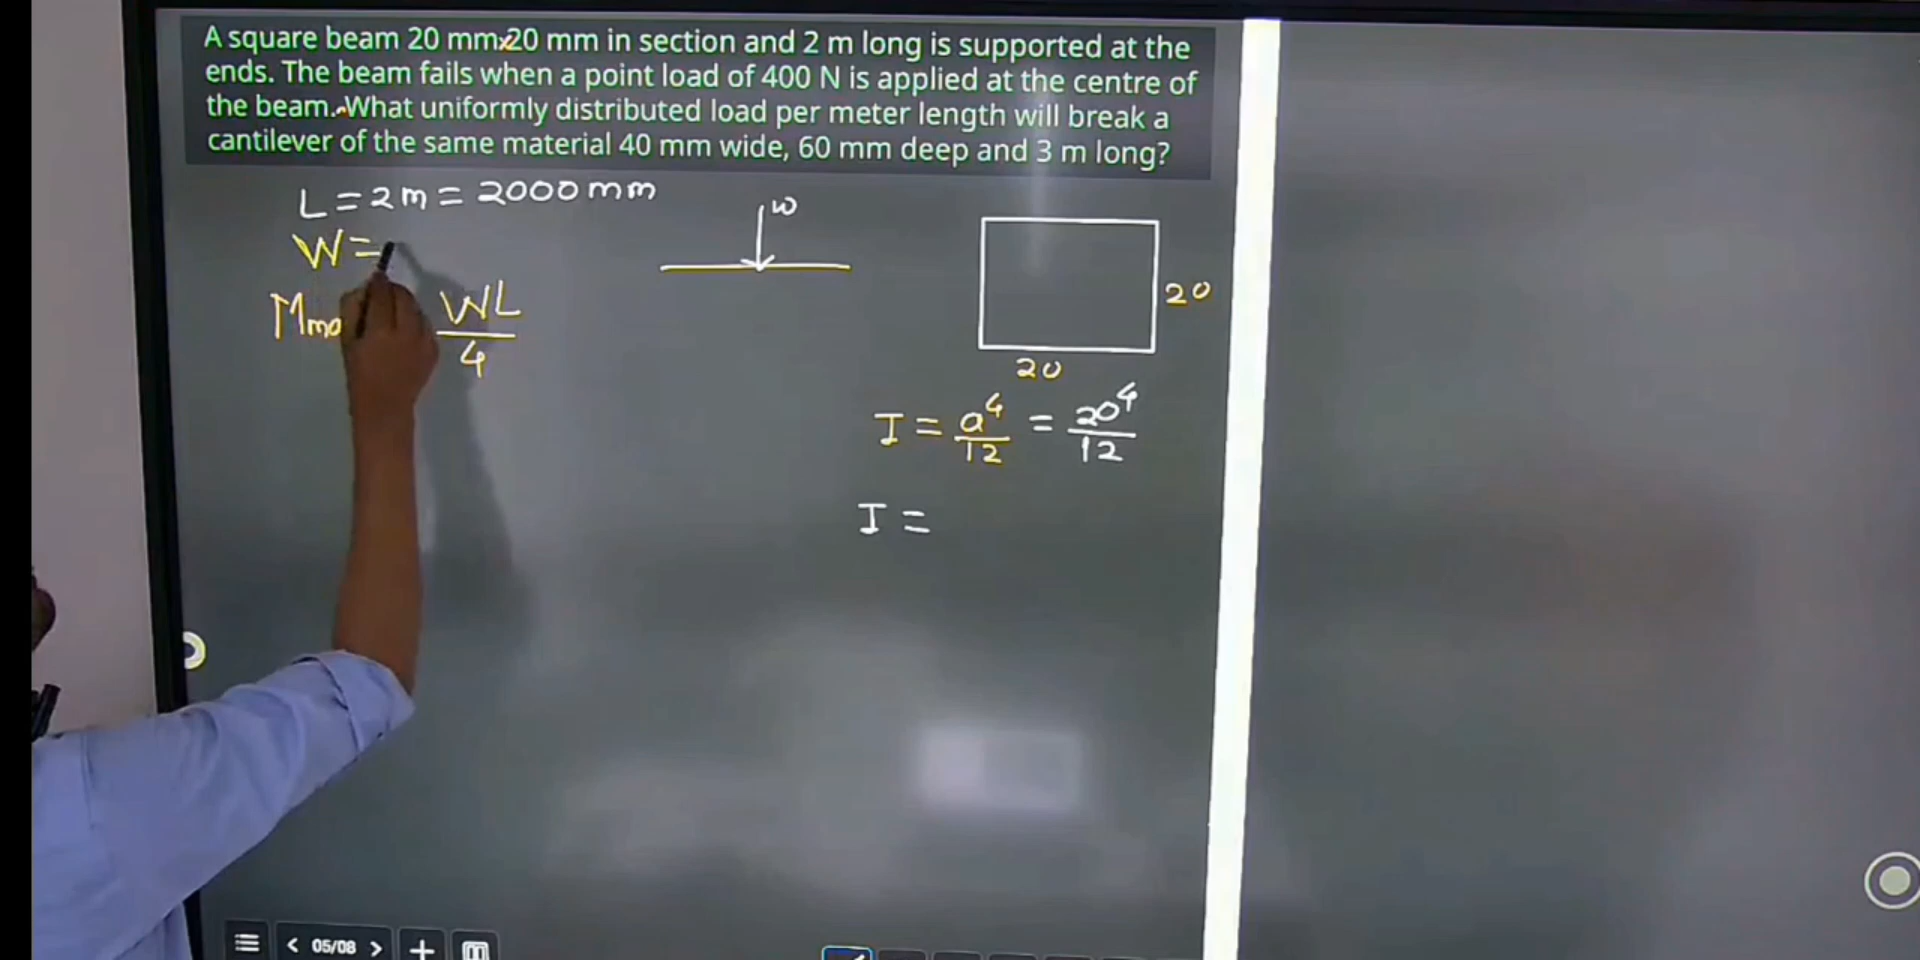 A square beam 20 mmx20 mm in section and 2 m long is supported at the
ends. The beam fails when a point load of 400 N is applied at the centre of
the beam. What uniformly distributed load per meter length will break a
cantilever of the same material 40 mm wide, 60 mm deep and 3 m long?
L = 2m = 2000 mm
W =
WL
4
w
20
20
I = a⁴/12 = 20⁴/12
I =
05/08